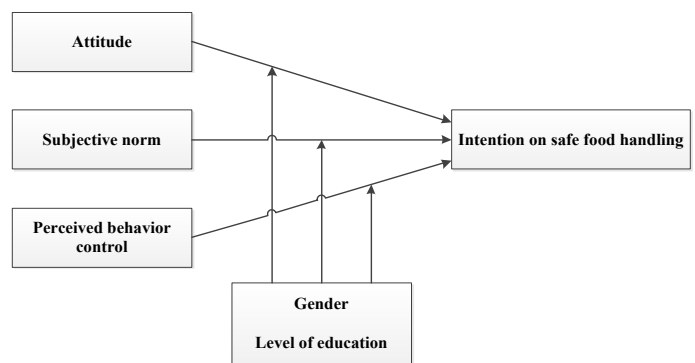 Attitude
Subjective norm
Intention on safe food handling
Perceived behavior
control
Gender
Level of education